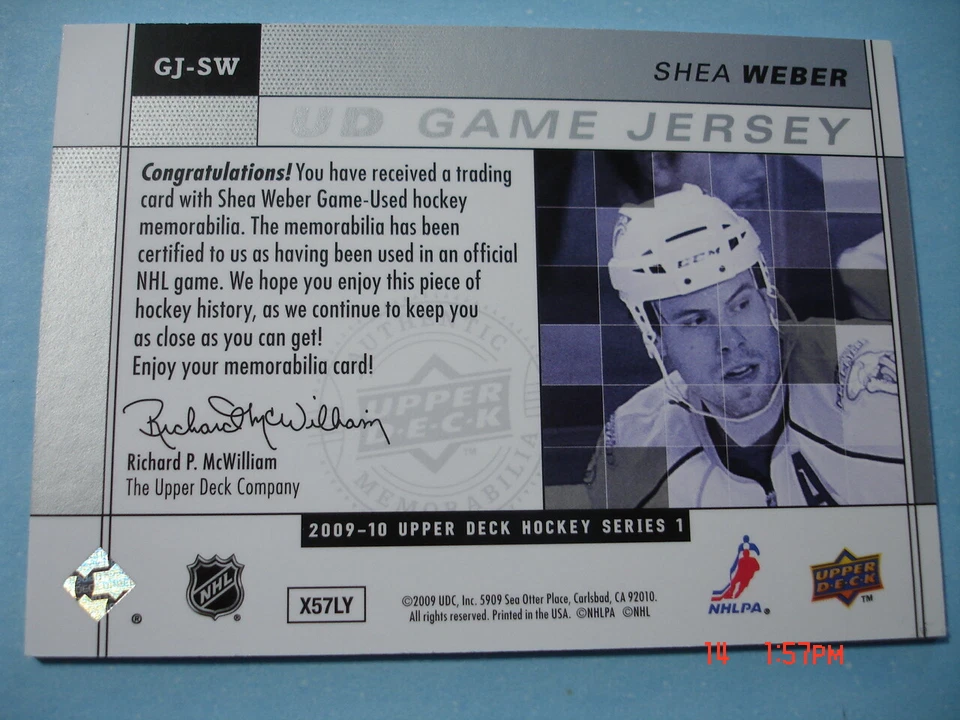 GJ-SW
SHEA WEBER
UD GAME JERSEY
Congratulations! You have received a trading
card with Shea Weber Game-Used hockey
memorabilia. The memorabilia has been
certified to us as having been used in an official
NHL game. We hope you enjoy this piece of
hockey history, as we continue to keep you
as close as you can get!
Enjoy your memorabilia card!
AUTHENTIC
UPPER
D·E·C·K
TM
MEMORABILIA
CCM
A
Richard McWilliam
Richard P. McWilliam
The Upper Deck Company
2009-10 UPPER DECK HOCKEY SERIES 1
®
NHL
®
X57LY
©2009 UDC, Inc. 5909 Sea Otter Place, Carlsbad, CA 92010.
All rights reserved. Printed in the USA. ©NHLPA ©NHL
NHLPA®
UPPER
D·E·C·K
TM
14 1:57PM